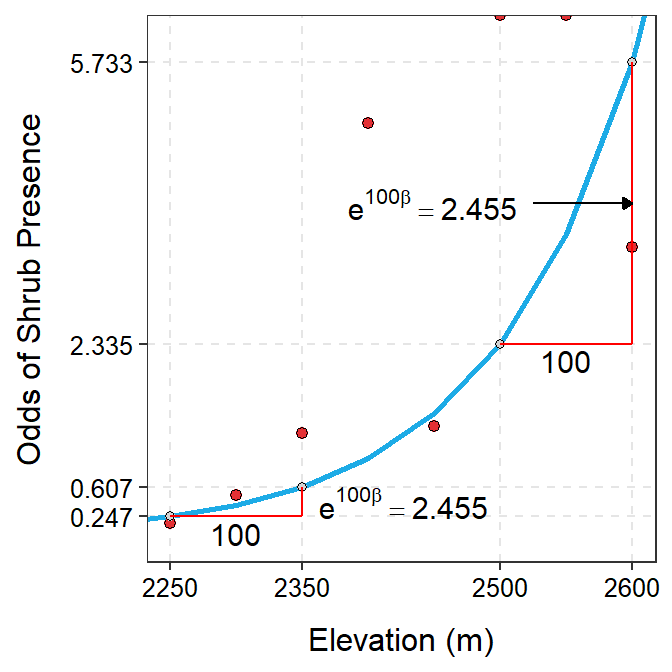 Odds of Shrub Presence
5.733
2.335
0.607
0.247
e^100β = 2.455
100
e^100β = 2.455
100
2250 2350 2500 2600
Elevation (m)